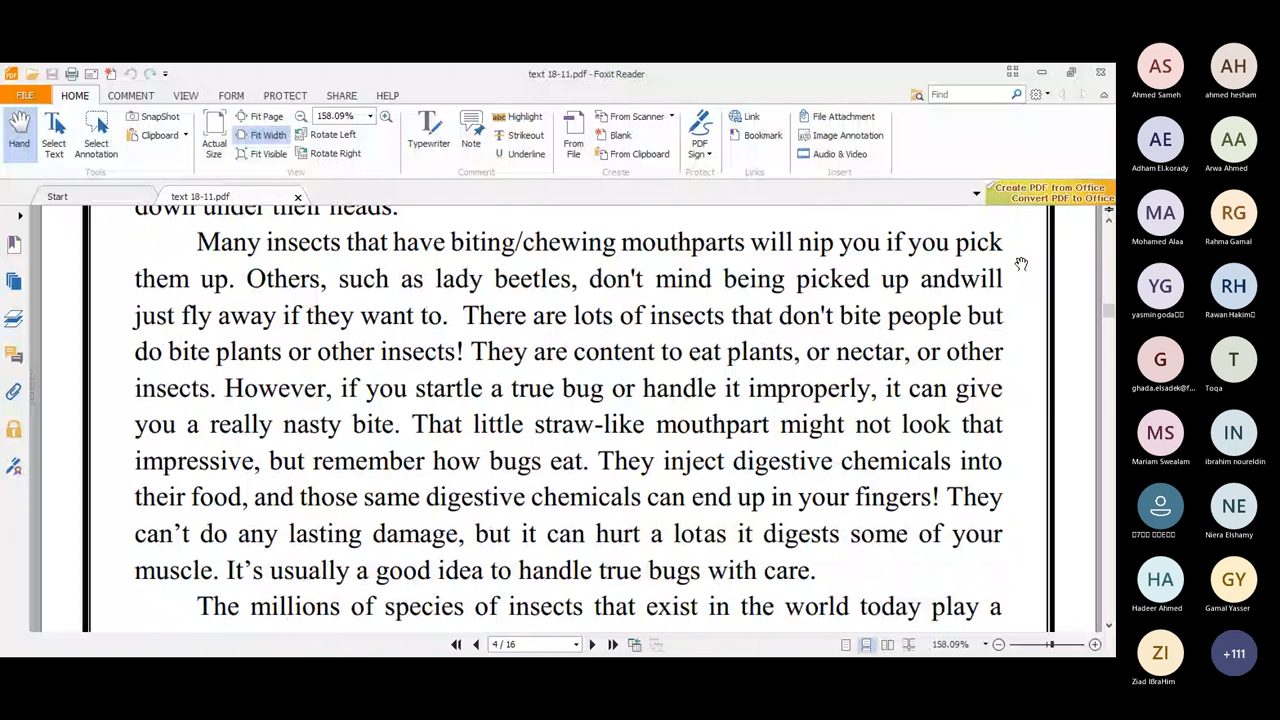 text 18-11.pdf - Foxit Reader
FILE HOME COMMENT VIEW FORM PROTECT SHARE HELP
Find
Hand
Select Text
Select Annotation
SnapShot
Clipboard
Tools
Actual Size
Fit Page
Fit Width
Fit Visible
158.09%
Rotate Left
Rotate Right
View
Typewriter
Note
Highlight
Strikeout
Underline
Comment
From File
From Scanner
Blank
From Clipboard
Create
PDF Sign
Protect
Link
Bookmark
Links
File Attachment
Image Annotation
Audio & Video
Insert
Start
text 18-11.pdf
Create PDF from Office
Convert PDF to Office
down under their heads.
Many insects that have biting/chewing mouthparts will nip you if you pick
them up. Others, such as lady beetles, don't mind being picked up andwill
just fly away if they want to. There are lots of insects that don't bite people but
do bite plants or other insects! They are content to eat plants, or nectar, or other
insects. However, if you startle a true bug or handle it improperly, it can give
you a really nasty bite. That little straw-like mouthpart might not look that
impressive, but remember how bugs eat. They inject digestive chemicals into
their food, and those same digestive chemicals can end up in your fingers! They
can’t do any lasting damage, but it can hurt a lotas it digests some of your
muscle. It’s usually a good idea to handle true bugs with care.
The millions of species of insects that exist in the world today play a
4 / 16
158.09%
AS
Ahmed Sameh
AH
ahmed hesham
AE
Adham El.korady
AA
Arwa Ahmed
MA
Mohamed Alaa
RG
Rahma Gamal
YG
yasmin goda
RH
Rawan Hakim
G
ghada.elsadek@f...
T
Toqa
MS
Mariam Swealam
IN
ibrahim noureldin
NE
Niera Elshamy
HA
Hadeer Ahmed
GY
Gamal Yasser
ZI
Ziad IBraHim
+111